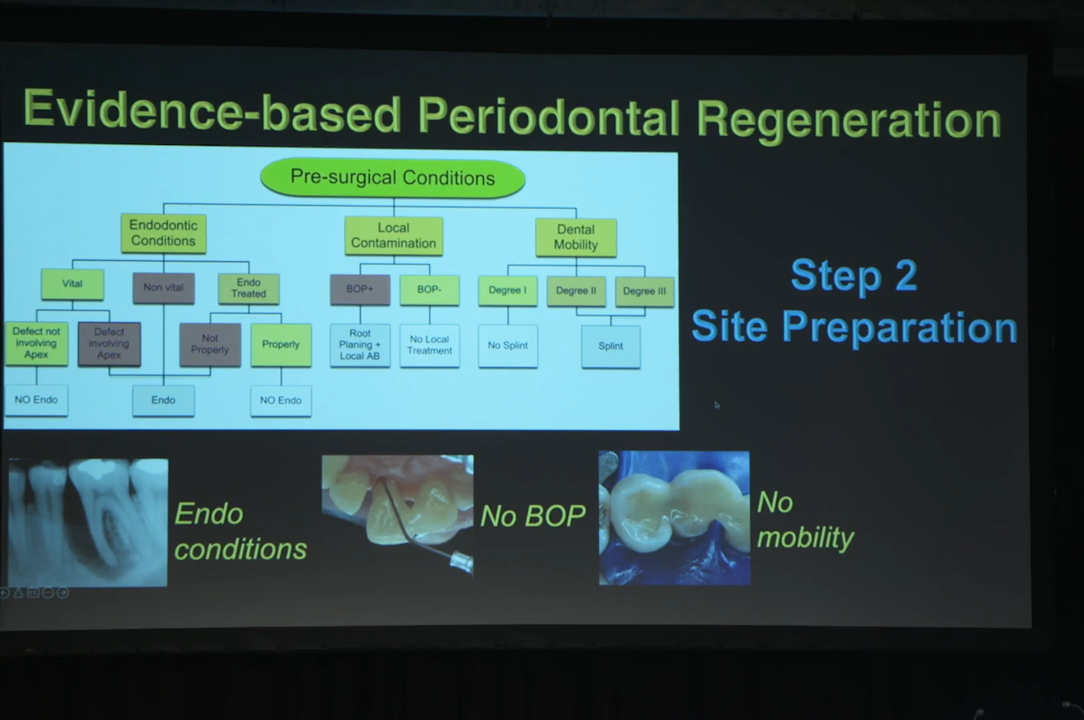 Evidence-based Periodontal Regeneration
Pre-surgical Conditions
Endodontic
Conditions
Local
Contamination
Dental
Mobility
Vital
Non vital
Endo
Treated
BOP+
BOP-
Degree I
Degree II
Degree III
Defect not
involving
Apex
Defect
involving
Apex
Not
Properly
Properly
Root
Planing +
Local AB
No Local
Treatment
No Splint
Splint
NO Endo
Endo
NO Endo
Step 2
Site Preparation
Endo
conditions
No BOP
No
mobility